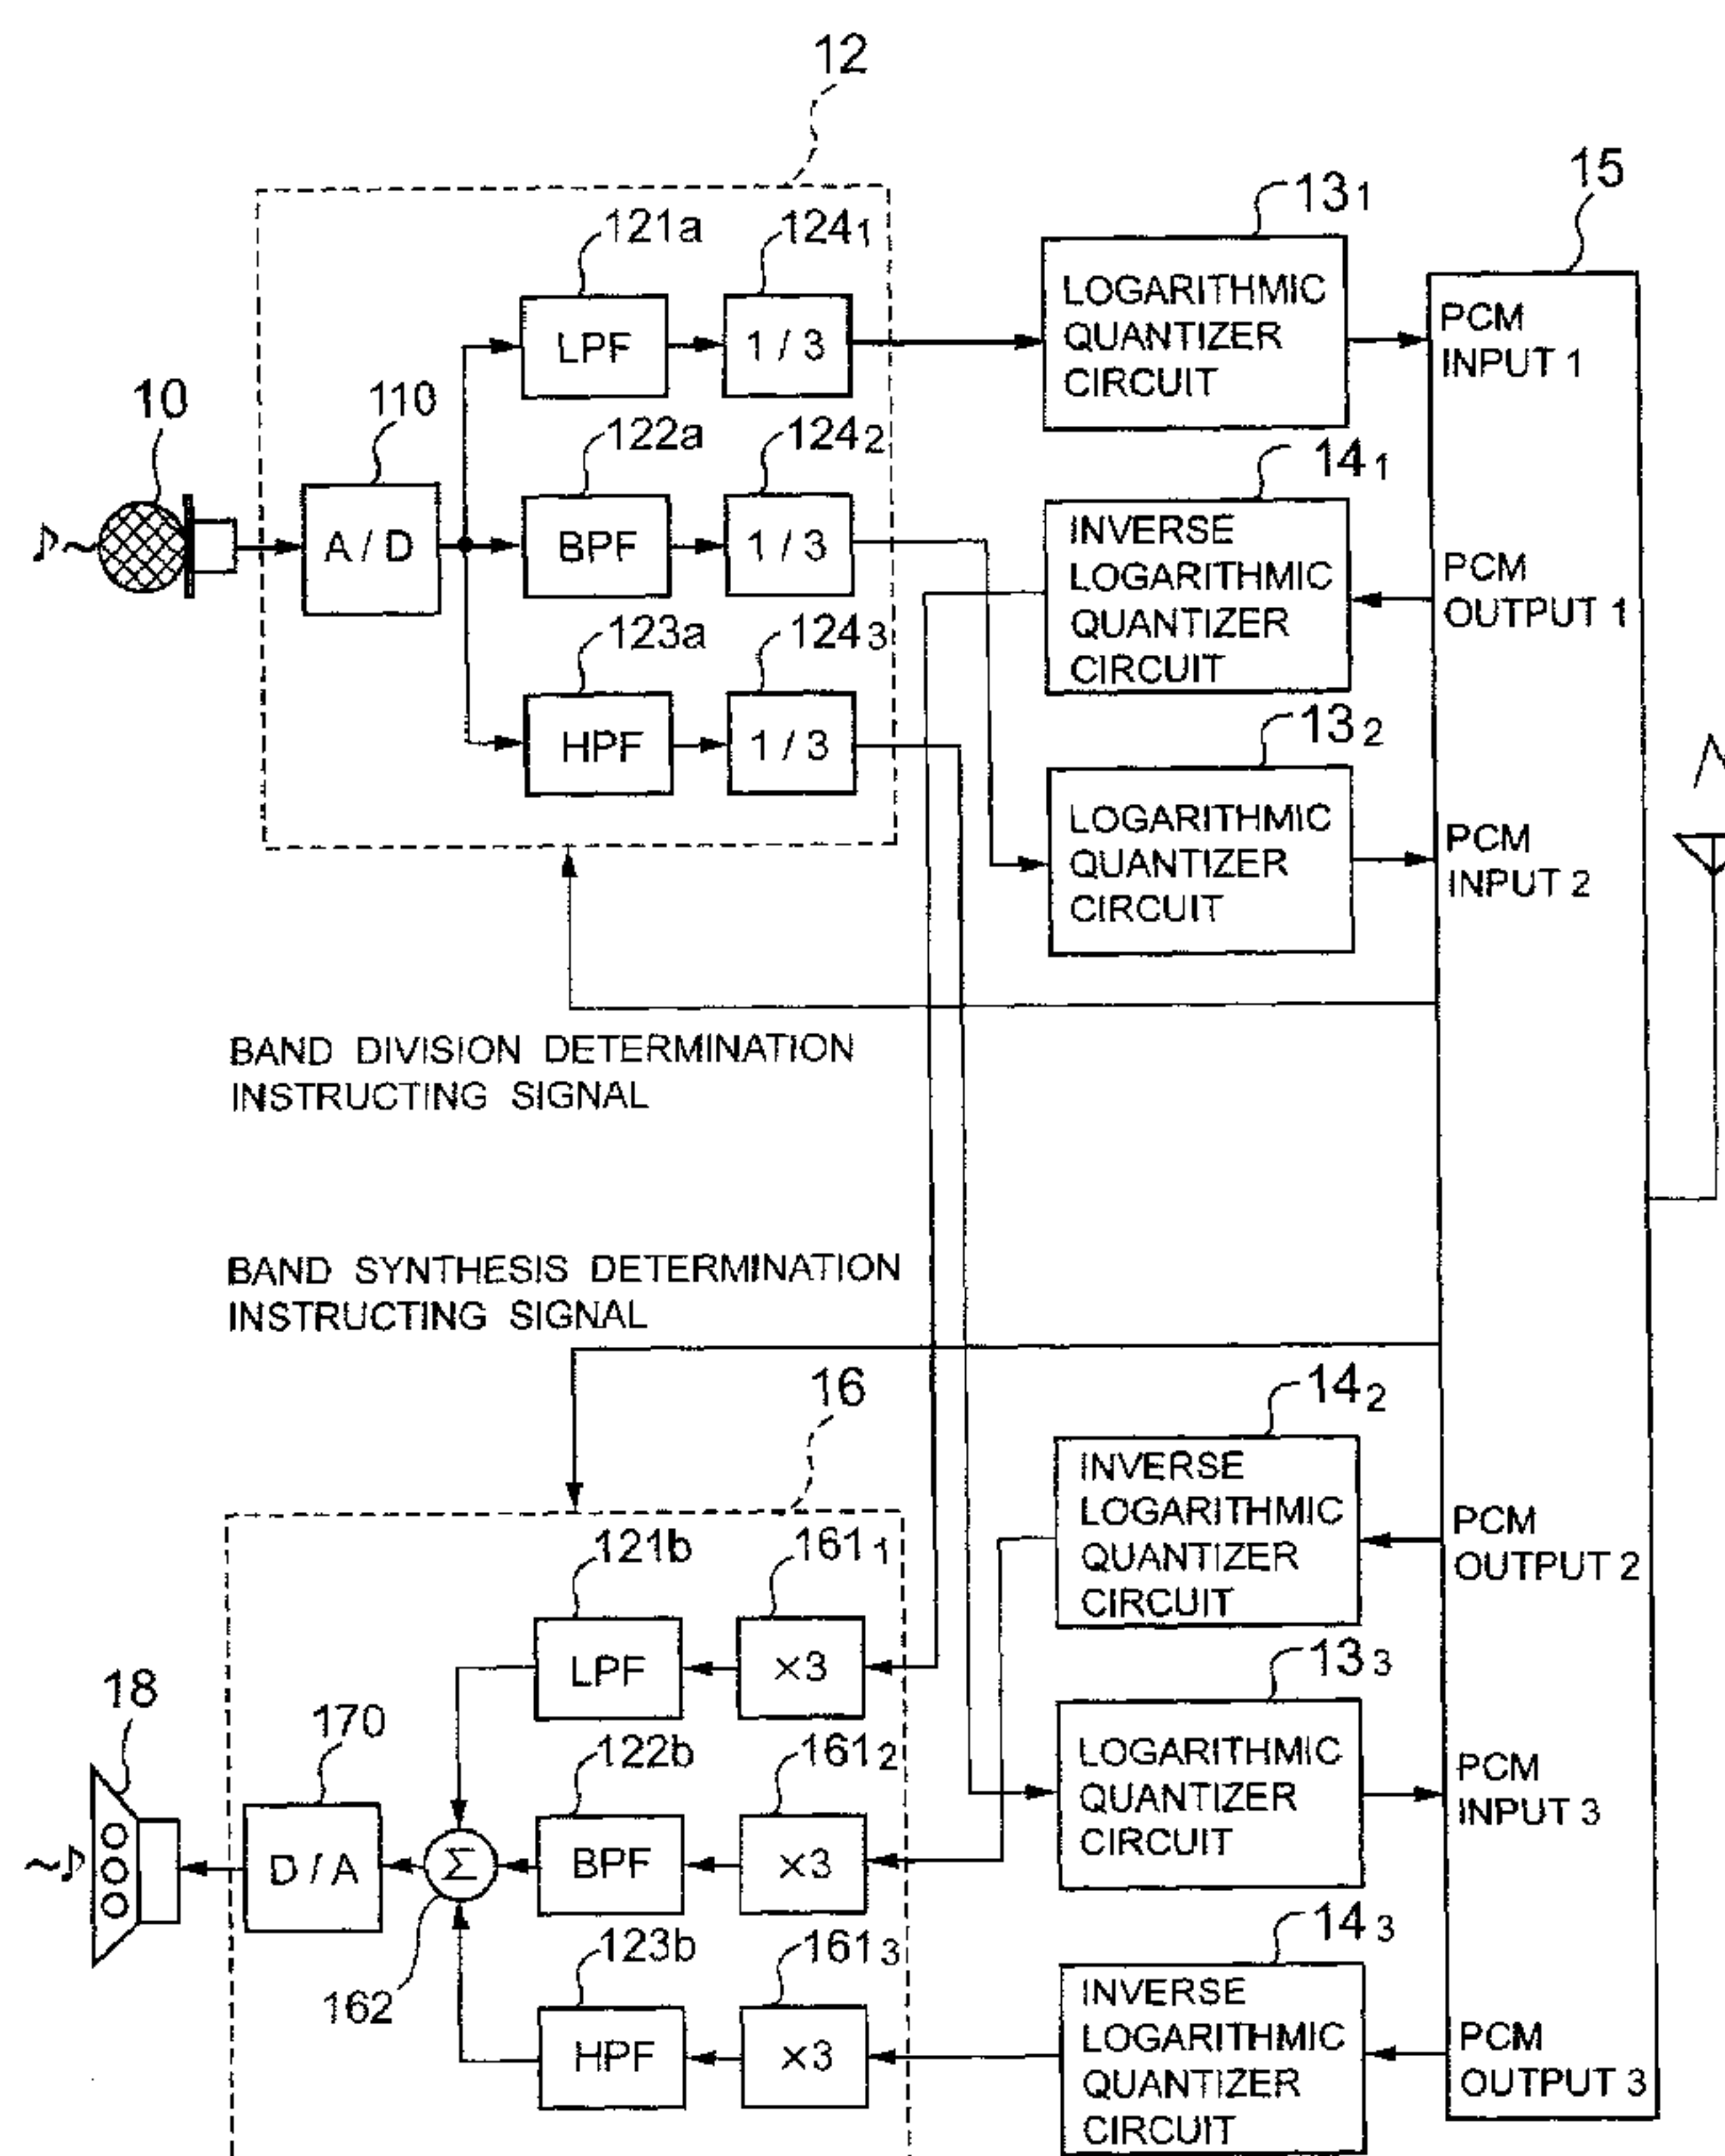 12
15
121a
124₁
13₁
LPF
1 / 3
LOGARITHMIC
QUANTIZER
CIRCUIT
PCM
INPUT 1
10
110
122a
124₂
14₁
A / D
BPF
1 / 3
INVERSE
LOGARITHMIC
QUANTIZER
CIRCUIT
PCM
OUTPUT 1
123a
124₃
13₂
HPF
1 / 3
LOGARITHMIC
QUANTIZER
CIRCUIT
PCM
INPUT 2
BAND DIVISION DETERMINATION
INSTRUCTING SIGNAL
BAND SYNTHESIS DETERMINATION
INSTRUCTING SIGNAL
16
14₂
INVERSE
LOGARITHMIC
QUANTIZER
CIRCUIT
PCM
OUTPUT 2
121b
161₁
LPF
×3
13₃
18
170
122b
161₂
LOGARITHMIC
QUANTIZER
CIRCUIT
PCM
INPUT 3
D / A
Σ
BPF
×3
162
123b
161₃
14₃
HPF
×3
INVERSE
LOGARITHMIC
QUANTIZER
CIRCUIT
PCM
OUTPUT 3